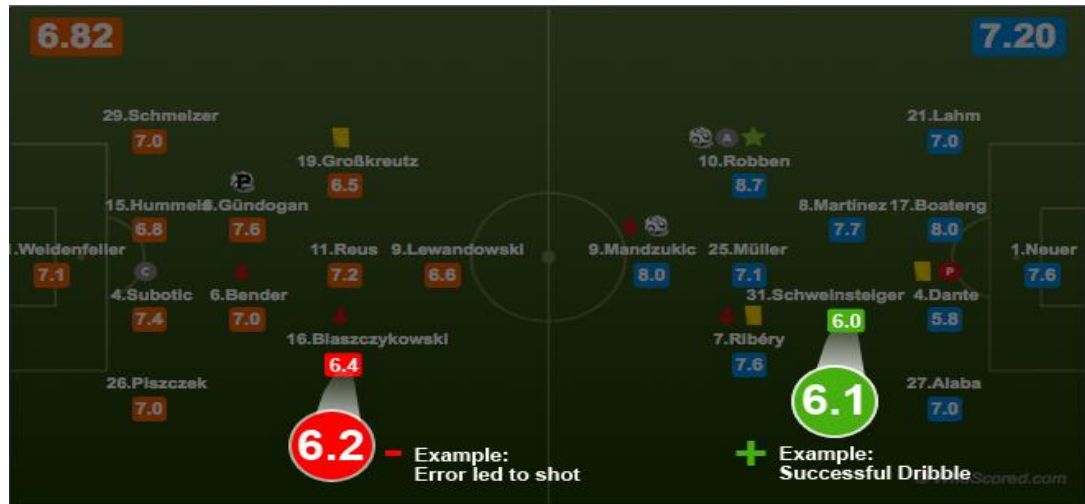 6.82
7.20
29.Schmelzer
7.0
19.Großkreutz
6.5
15.Hummels
6.8
8.Gündogan
7.6
1.Weidenfeller
7.1
C
4.Subotic
7.4
6.Bender
7.0
11.Reus
7.2
9.Lewandowski
6.6
16.Blaszczykowski
6.4
26.Piszczek
7.0
6.2
- Example:
Error led to shot
A
10.Robben
8.7
21.Lahm
7.0
8.Martínez
7.7
17.Boateng
8.0
9.Mandzukic
8.0
25.Müller
7.1
1.Neuer
7.6
31.Schweinsteiger
6.0
P
4.Dante
5.8
7.Ribéry
7.6
27.Alaba
7.0
6.1
+ Example:
Successful Dribble
WhoScored.com